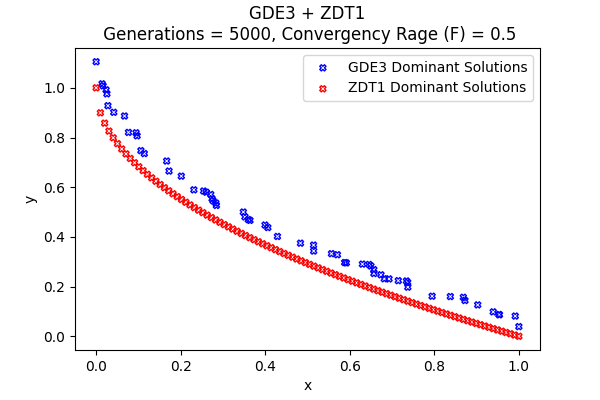 GDE3 + ZDT1
Generations = 5000, Convergency Rage (F) = 0.5
GDE3 Dominant Solutions
ZDT1 Dominant Solutions
1.0
0.8
0.6
0.4
0.2
0.0
y
0.0 0.2 0.4 0.6 0.8 1.0
x